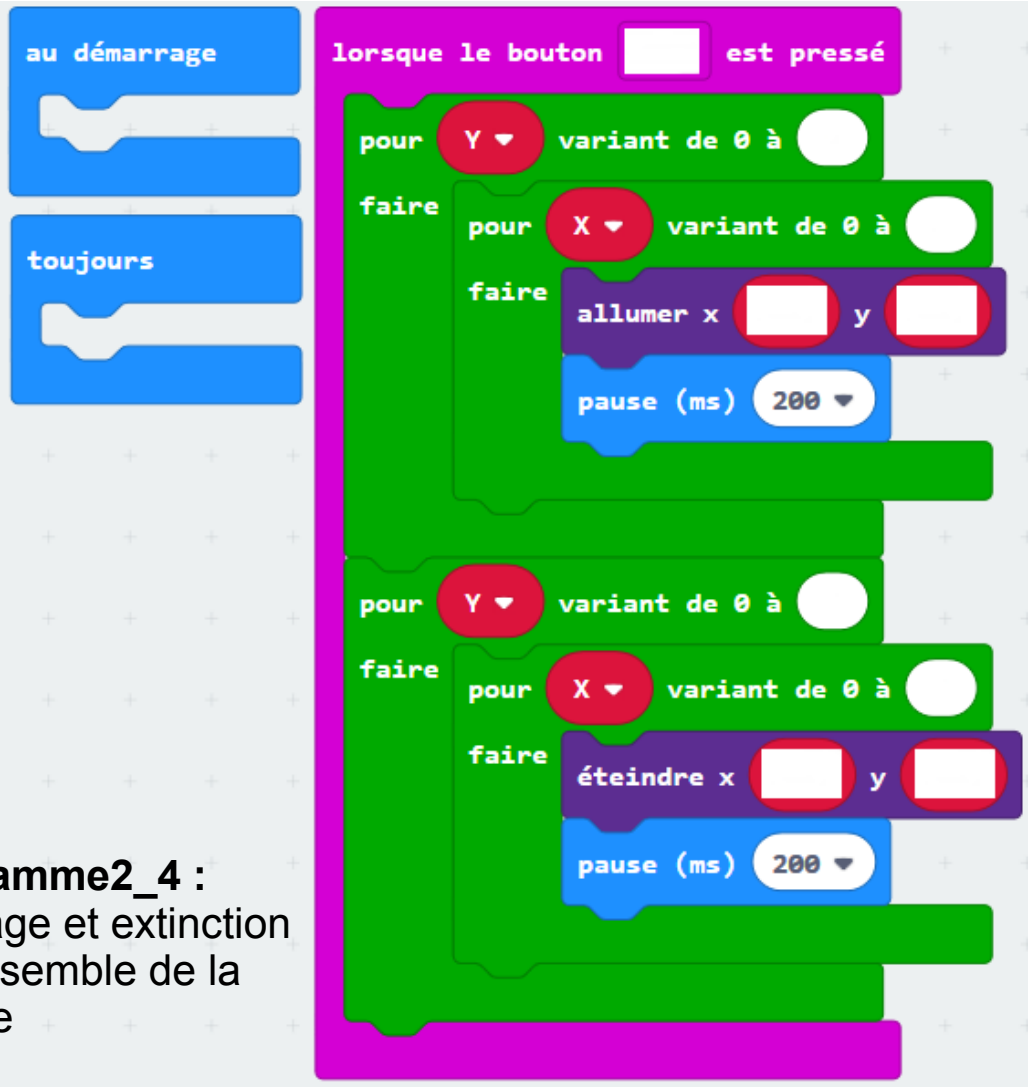 au démarrage
toujours
lorsque le bouton est pressé
pour Y variant de 0 à
faire
pour X variant de 0 à
faire
allumer x y
pause (ms) 200
pour Y variant de 0 à
faire
pour X variant de 0 à
faire
éteindre x y
pause (ms) 200
amme2_4 :
age et extinction
semble de la
e